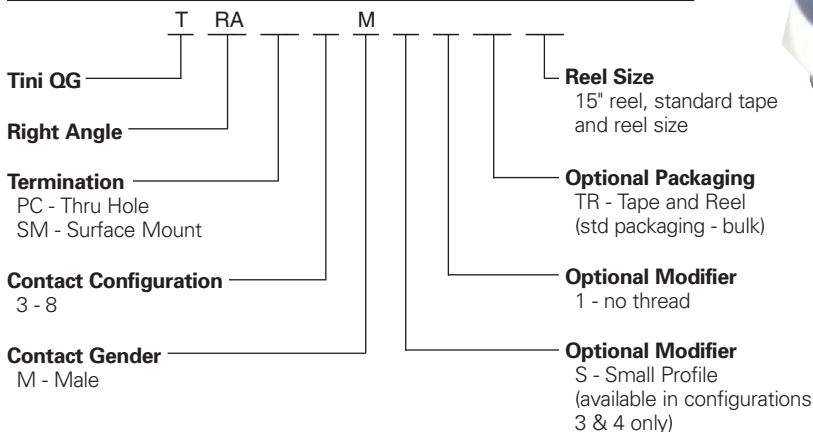 T RA M
Tini QG
Right Angle
Termination
PC - Thru Hole
SM - Surface Mount
Contact Configuration
3 - 8
Contact Gender
M - Male
Reel Size
15" reel, standard tape
and reel size
Optional Packaging
TR - Tape and Reel
(std packaging - bulk)
Optional Modifier
1 - no thread
Optional Modifier
S - Small Profile
(available in configurations
3 & 4 only)